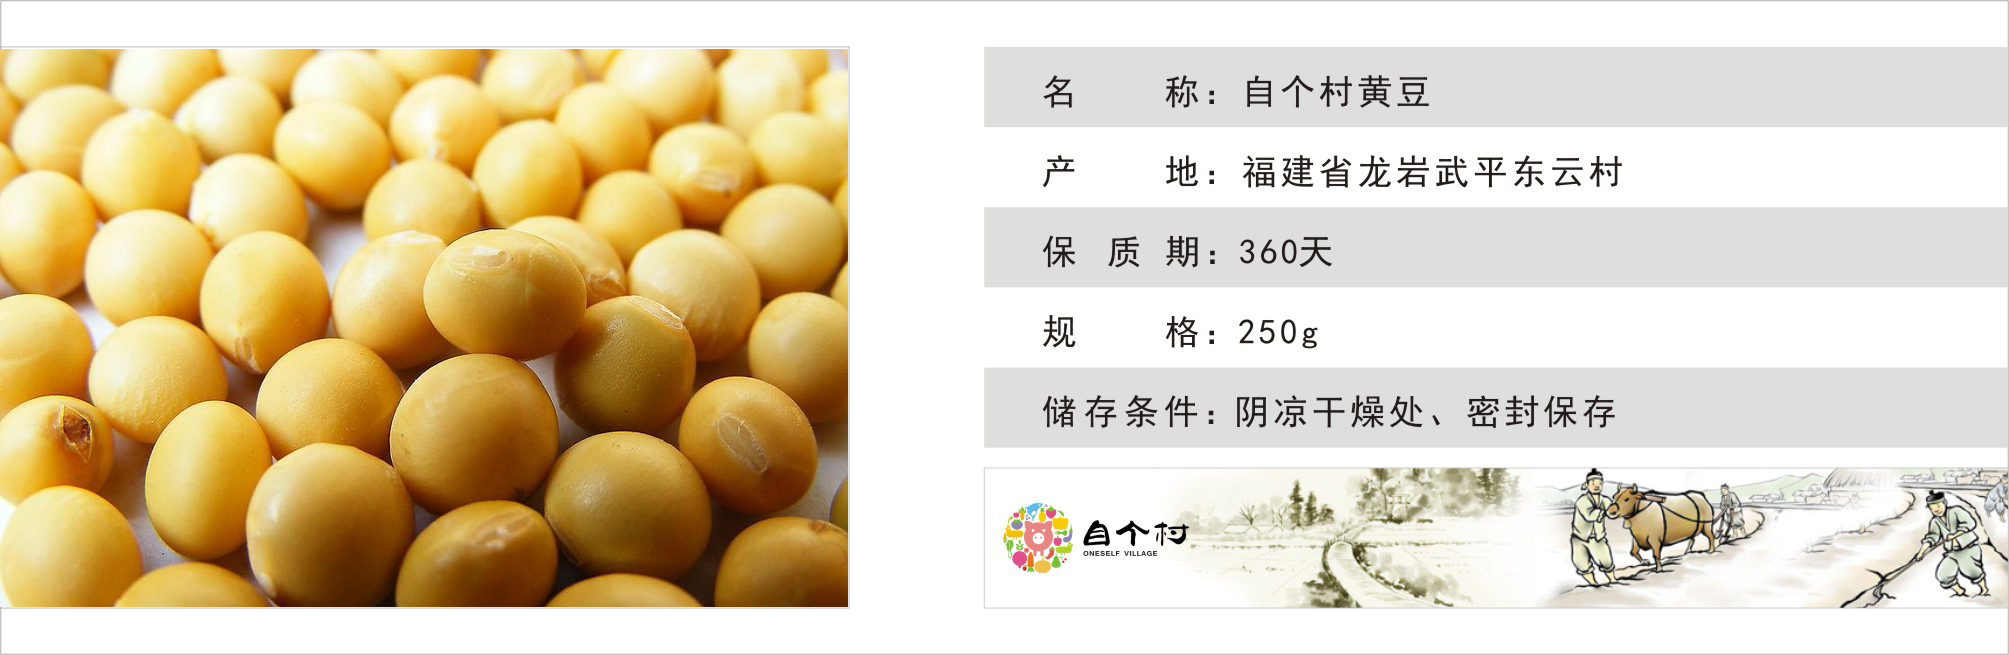 名 称：自个村黄豆
产 地：福建省龙岩武平东云村
保 质 期：360天
规 格：250g
储存条件：阴凉干燥处、密封保存
自个村
ONESELF VILLAGE